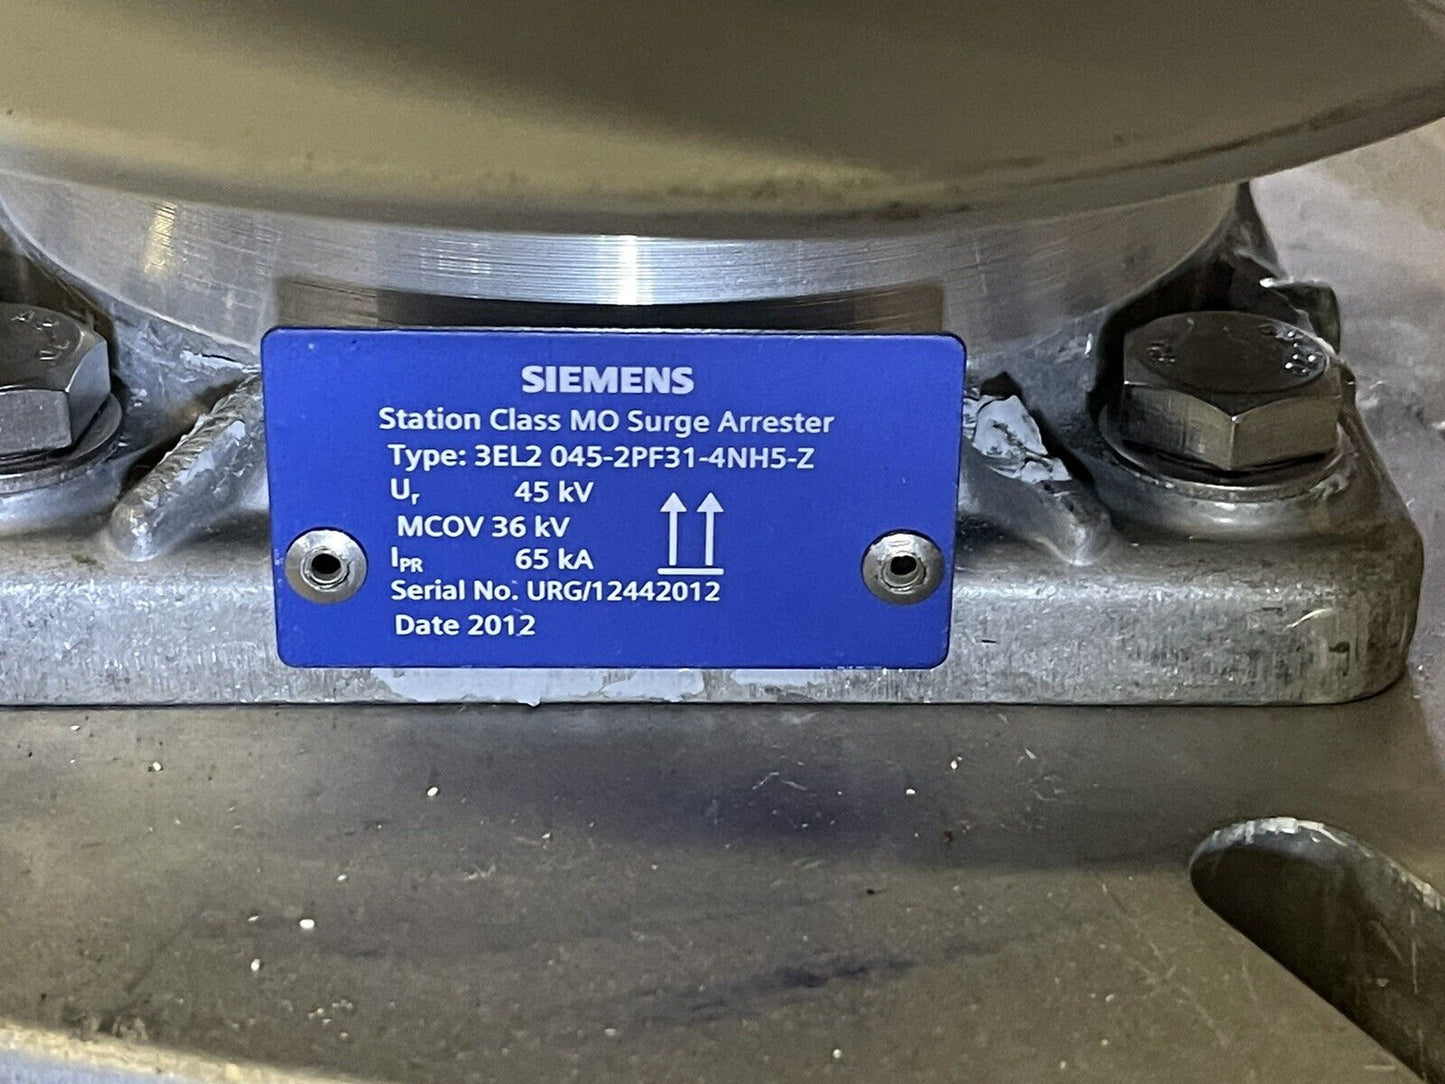 SIEMENS
Station Class MO Surge Arrester
Type: 3EL2 045-2PF31-4NH5-Z
Ur 45 kV
MCOV 36 kV
IPR 65 kA
Serial No. URG/12442012
Date 2012